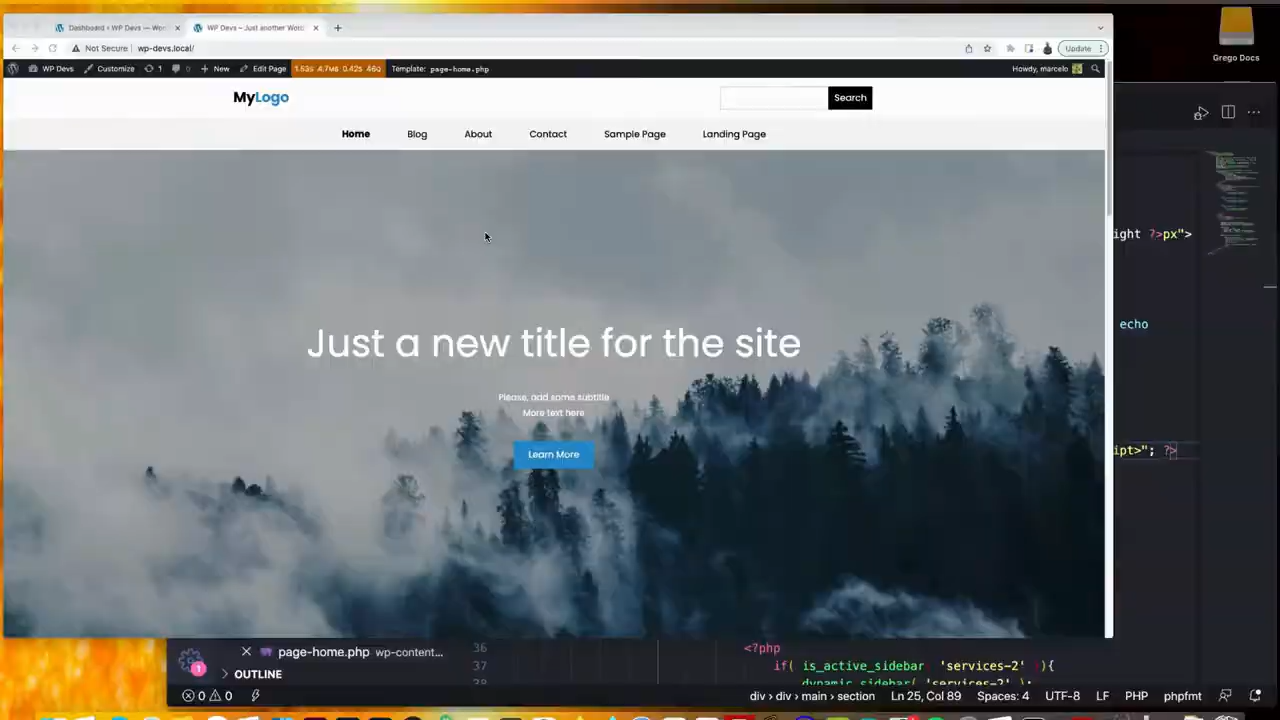 Dashboard ‹ WP Devs — Wor
WP Devs – Just another Word
Grego Docs
Not Secure
wp-devs.local/
Update
WP Devs
Customize
1
0
New
Edit Page
1.53s 4.7M 0.42s 46Q
Template: page-home.php
Howdy, marcelo
MyLogo
Search
Home
Blog
About
Contact
Sample Page
Landing Page
ight ?>px">
Just a new title for the site
echo
Please, add some subtitle
More text here
Learn More
ipt>"; ?>
page-home.php wp-content...
36
<?php
OUTLINE
37
if( is_active_sidebar( 'services-2' ) ){
38
dynamic_sidebar( 'services-2' );
1
0 0
div › div › main › section
Ln 25, Col 89
Spaces: 4
UTF-8
LF
PHP
phpfmt